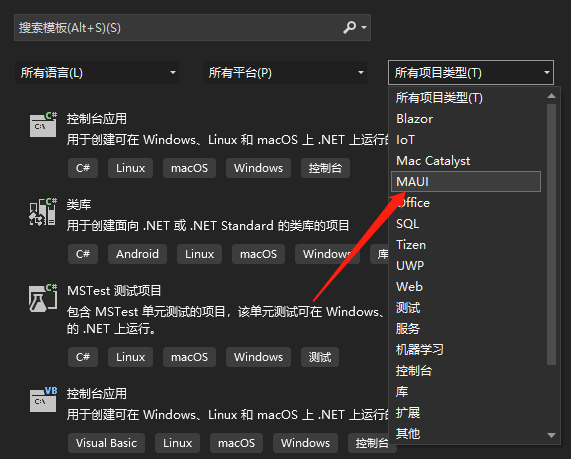 搜索模板(Alt+S)(S)
所有语言(L)
所有平台(P)
所有项目类型(T)
所有项目类型(T)
Blazor
IoT
Mac Catalyst
MAUI
Office
SQL
Tizen
UWP
Web
测试
服务
机器学习
控制台
库
扩展
其他
C#
C:\
控制台应用
用于创建可在 Windows、Linux 和 macOS 上 .NET 上运行的
C# Linux macOS Windows 控制台
C#
类库
用于创建面向 .NET 或 .NET Standard 的类库的项目
C# Android Linux macOS Windows 库
C#
MSTest 测试项目
包含 MSTest 单元测试的项目，该单元测试可在 Windows、
的 .NET 上运行。
C# Linux macOS Windows 测试
VB
C:\
控制台应用
用于创建可在 Windows、Linux 和 macOS 上 .NET 上运行的
Visual Basic Linux macOS Windows 控制台